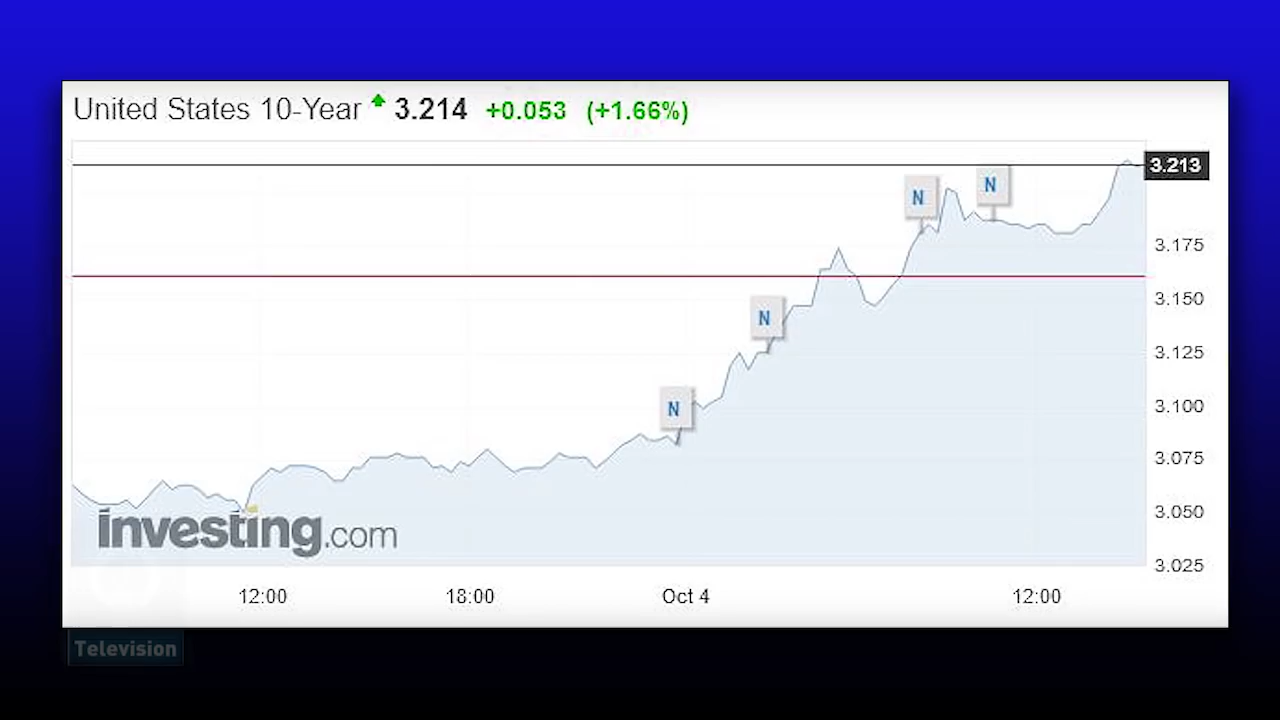 United States 10-Year 3.214 +0.053 (+1.66%)
3.213
N
N
3.175
3.150
N
3.125
3.100
N
3.075
3.050
investing.com
3.025
12:00 18:00 Oct 4 12:00
Television